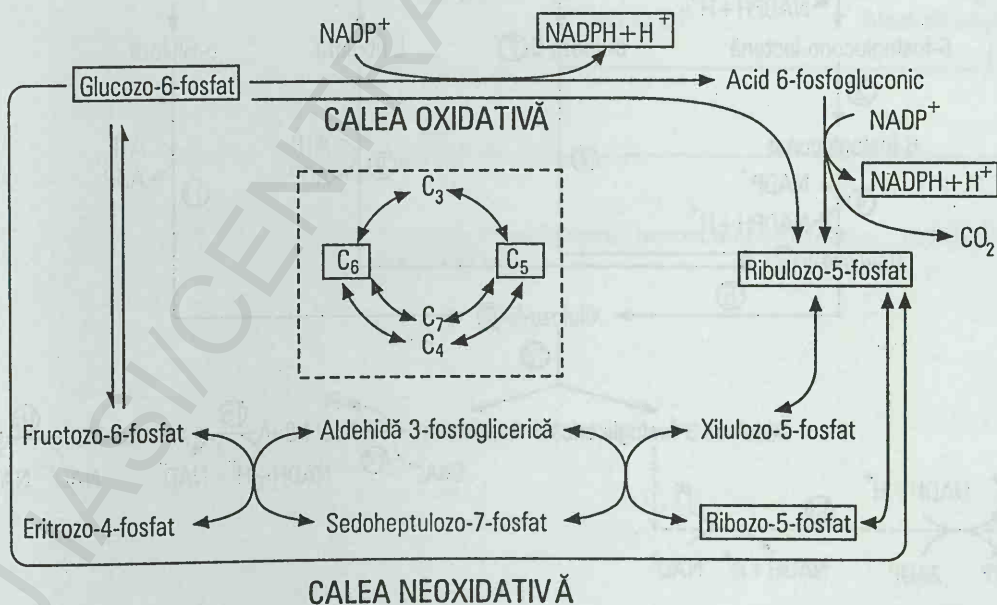 NADP+
NADPH+H+
Glucozo-6-fosfat
Acid 6-fosfogluconic
CALEA OXIDATIVĂ
NADP+
NADPH+H+
CO2
C3
C6
C5
C7
C4
Ribulozo-5-fosfat
Fructozo-6-fosfat
Aldehidă 3-fosfoglicerică
Xilulozo-5-fosfat
Eritrozo-4-fosfat
Sedoheptulozo-7-fosfat
Ribozo-5-fosfat
CALEA NEOXIDATIVĂ
IASI/CENTRA